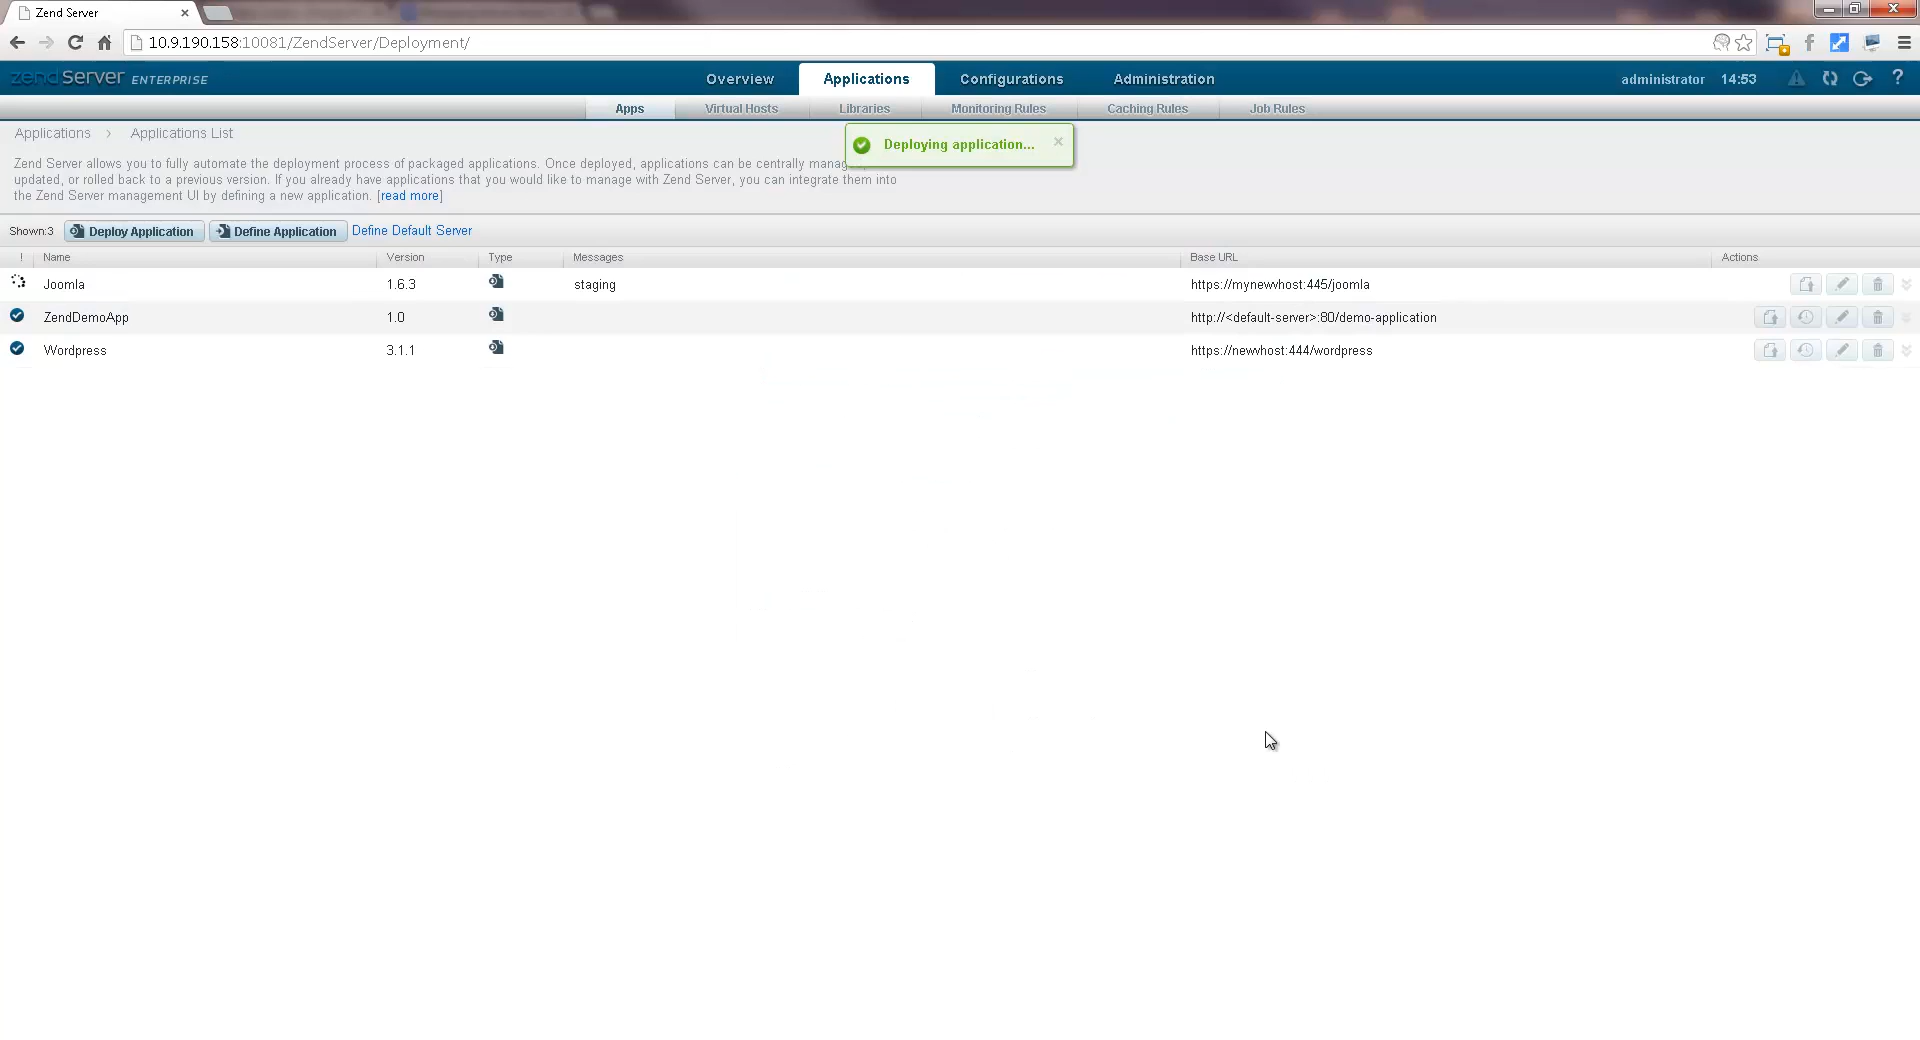 Zend Server
10.9.190.158:10081/ZendServer/Deployment/
zend Server ENTERPRISE
Overview Applications Configurations Administration
administrator 14:53 ?
Apps Virtual Hosts Libraries Monitoring Rules Caching Rules Job Rules
Applications > Applications List
Deploying application...
Zend Server allows you to fully automate the deployment process of packaged applications. Once deployed, applications can be centrally manag
updated, or rolled back to a previous version. If you already have applications that you would like to manage with Zend Server, you can integrate them into
the Zend Server management UI by defining a new application. [read more]
Shown:3 Deploy Application Define Application Define Default Server
! Name Version Type Messages Base URL Actions
Joomla 1.6.3 staging https://mynewvhost:445/joomla
ZendDemoApp 1.0 http://<default-server>:80/demo-application
Wordpress 3.1.1 https://newvhost:444/wordpress